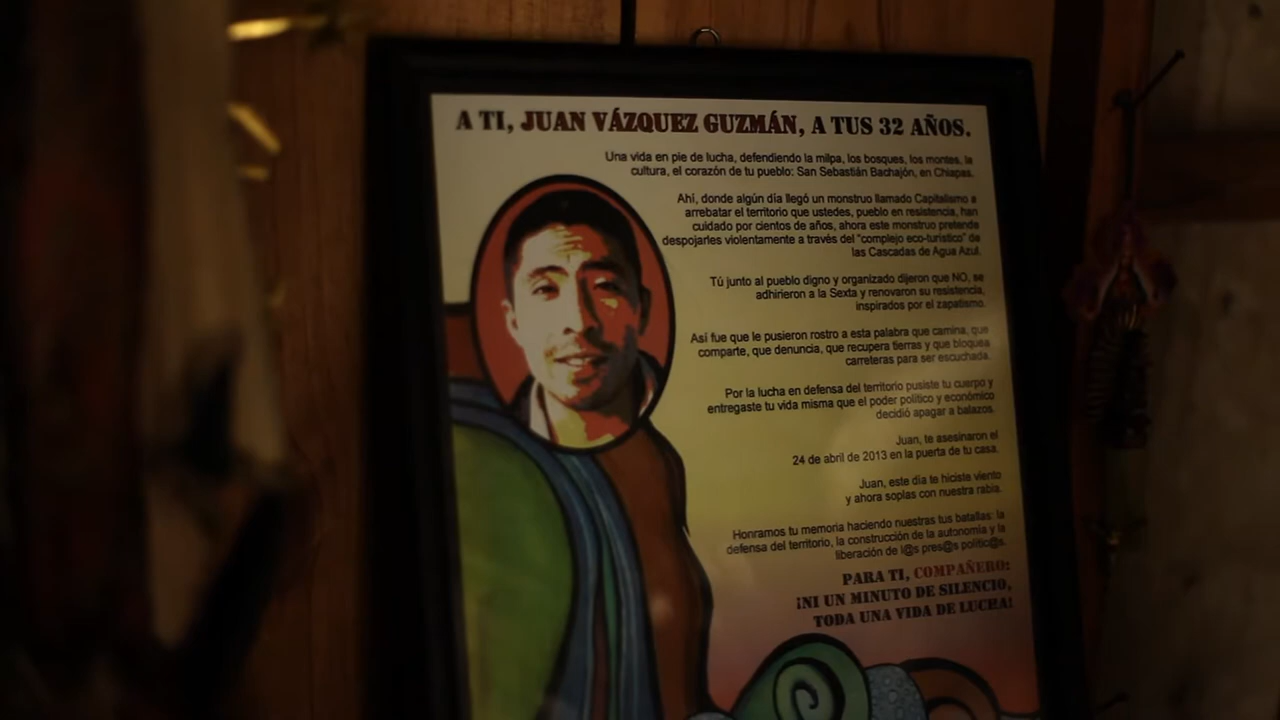 A TI, JUAN VÁZQUEZ GUZMÁN, A TUS 32 AÑOS.
Una vida en pie de lucha, defendiendo la milpa, los bosques, los montes, la
cultura, el corazón de tu pueblo: San Sebastián Bachajón, en Chiapas.
Ahí, donde algún día llegó un monstruo llamado Capitalismo a
arrebatar el territorio que ustedes, pueblo en resistencia, han
cuidado por cientos de años, ahora este monstruo pretende
despojarles violentamente a través del "complejo eco-turístico" de
las Cascadas de Agua Azul.
Tú junto al pueblo digno y organizado dijeron que NO, se
adhirieron a la Sexta y renovaron su resistencia,
inspirados por el zapatismo.
Así fue que le pusieron rostro a esta palabra que camina, que
comparte, que denuncia, que recupera tierras y que bloquea
carreteras para ser escuchada.
Por la lucha en defensa del territorio pusiste tu cuerpo y
entregaste tu vida misma que el poder político y económico
decidió apagar a balazos.
Juan, te asesinaron el
24 de abril de 2013 en la puerta de tu casa.
Juan, este día te hiciste viento
y ahora soplas con nuestra rabia.
Honramos tu memoria haciendo nuestras tus batallas: la
defensa del territorio, la construcción de la autonomía y la
liberación de l@s pres@s polític@s.
PARA TI, COMPAÑERO:
¡NI UN MINUTO DE SILENCIO,
TODA UNA VIDA DE LUCHA!